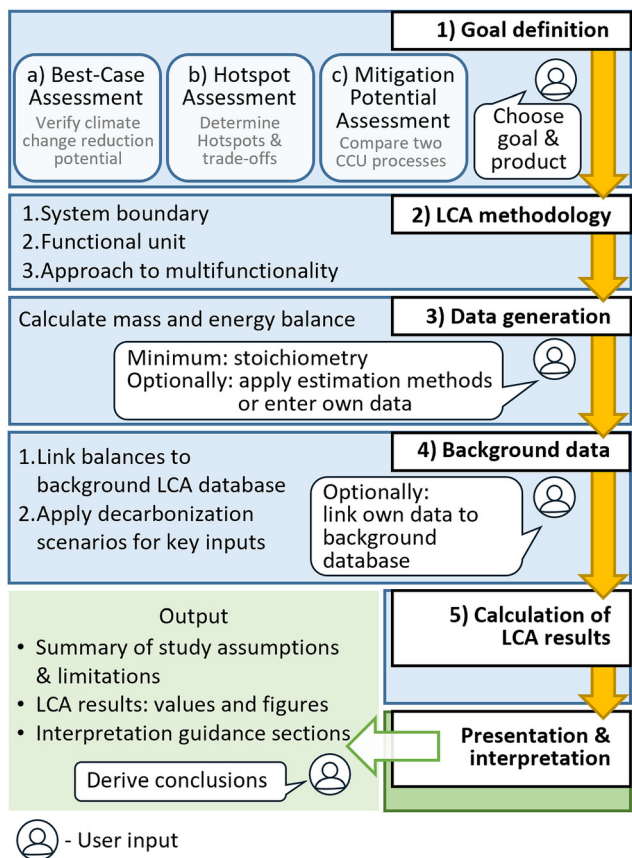 1) Goal definition
a) Best-Case
Assessment
Verify climate
change reduction
potential
b) Hotspot
Assessment
Determine
Hotspots &
trade-offs
c) Mitigation
Potential
Assessment
Compare two
CCU processes
Choose
goal &
product
2) LCA methodology
1.System boundary
2.Functional unit
3.Approach to multifunctionality
3) Data generation
Calculate mass and energy balance
Minimum: stoichiometry
Optionally: apply estimation methods
or enter own data
4) Background data
1.Link balances to
background LCA database
2.Apply decarbonization
scenarios for key inputs
Optionally:
link own data to
background
database
5) Calculation of
LCA results
Presentation &
interpretation
Output
• Summary of study assumptions
& limitations
• LCA results: values and figures
• Interpretation guidance sections
Derive conclusions
- User input